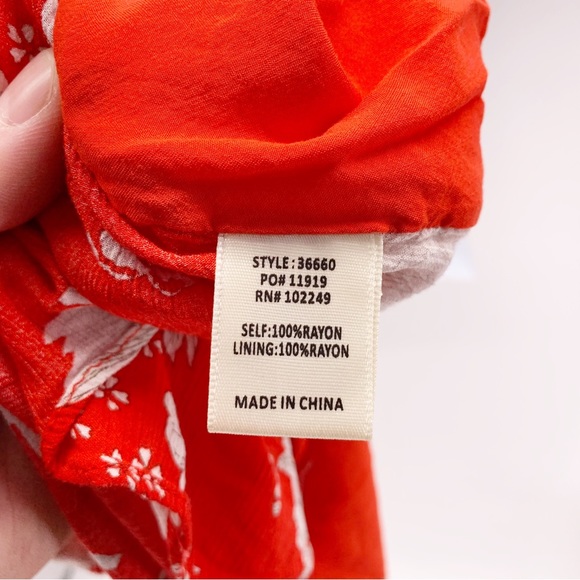 STYLE:36660
PO# 11919
RN# 102249
SELF:100%RAYON
LINING:100%RAYON
MADE IN CHINA